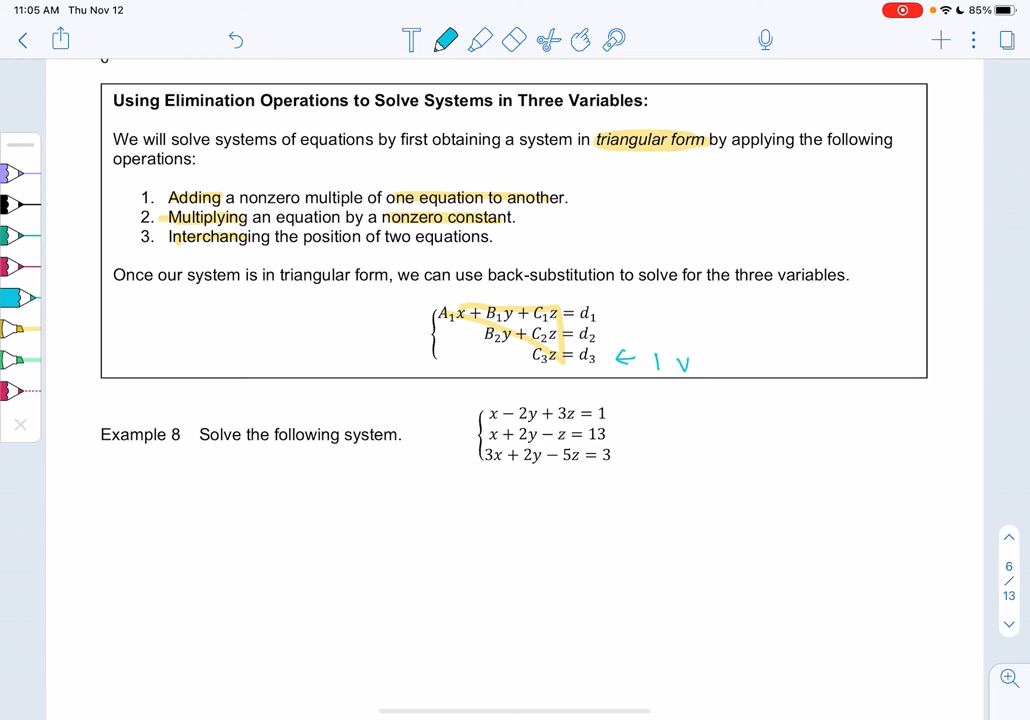 11:05 AM Thu Nov 12
85%
Using Elimination Operations to Solve Systems in Three Variables:
We will solve systems of equations by first obtaining a system in triangular form by applying the following
operations:
1. Adding a nonzero multiple of one equation to another.
2. Multiplying an equation by a nonzero constant.
3. Interchanging the position of two equations.
Once our system is in triangular form, we can use back-substitution to solve for the three variables.
A₁x + B₁y + C₁z = d₁
B₂y + C₂z = d₂
C₃z = d₃ ← 1 v
Example 8 Solve the following system.
x − 2y + 3z = 1
x + 2y − z = 13
3x + 2y − 5z = 3
6
/
13